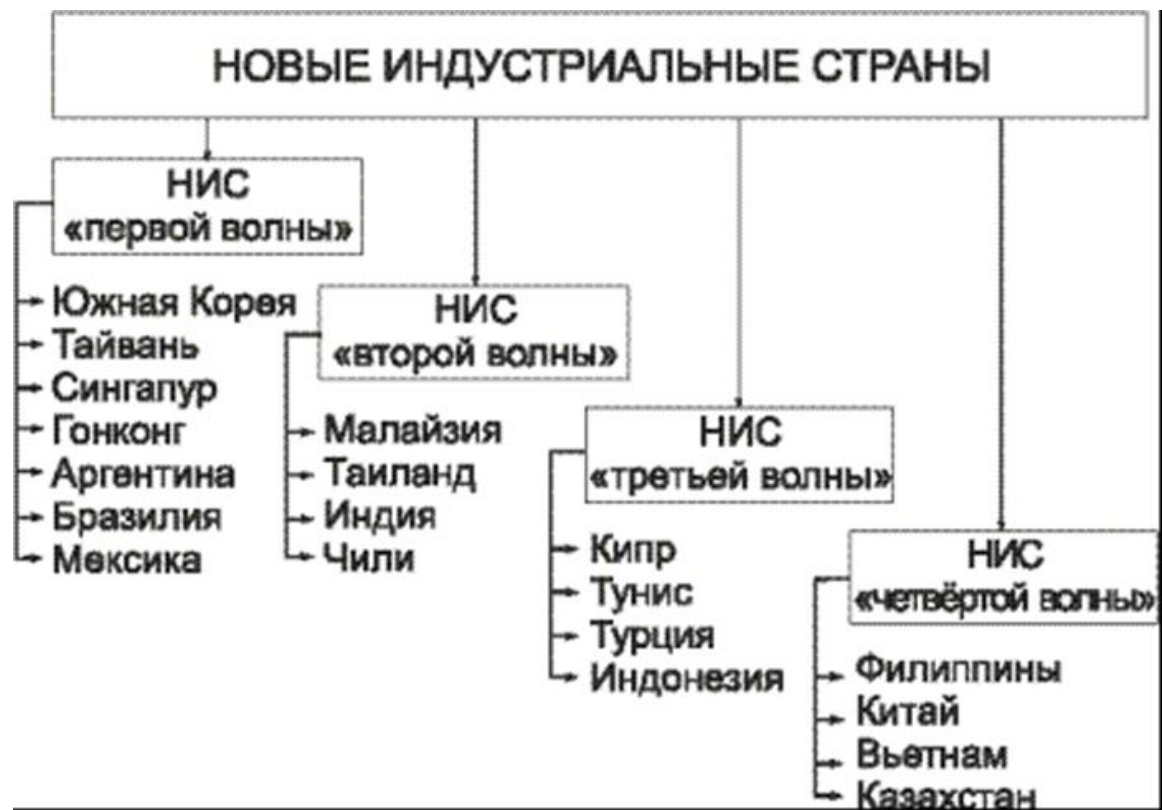 НОВЫЕ ИНДУСТРИАЛЬНЫЕ СТРАНЫ
НИС
«первой волны»
Южная Корея
Тайвань
Сингапур
Гонконг
Аргентина
Бразилия
Мексика
НИС
«второй волны»
Малайзия
Таиланд
Индия
Чили
НИС
«третьей волны»
Кипр
Тунис
Турция
Индонезия
НИС
«четвёртой волны»
Филиппины
Китай
Вьетнам
Казахстан